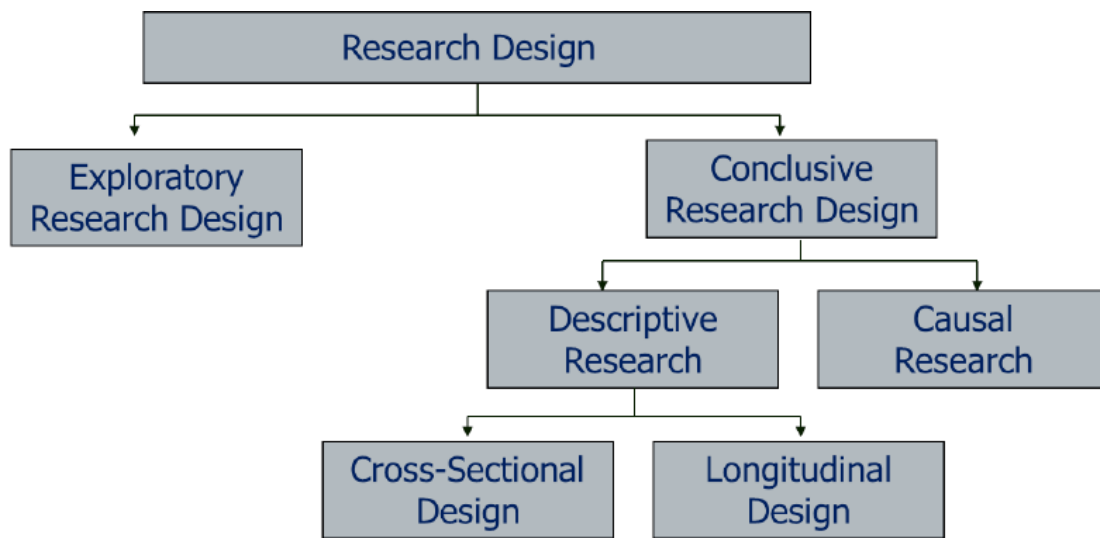 Research Design
Exploratory
Research Design
Conclusive
Research Design
Descriptive
Research
Causal
Research
Cross-Sectional
Design
Longitudinal
Design